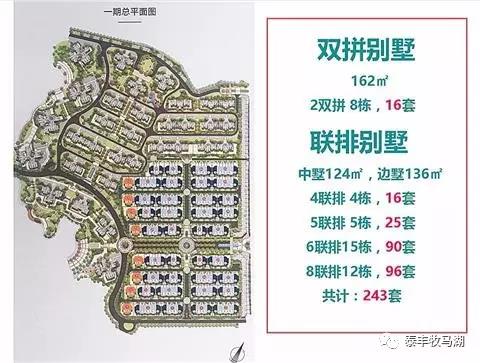 一期总平面图
双拼别墅
162㎡
2双拼 8栋，16套
联排别墅
中墅124㎡，边墅136㎡
4联排 4栋，16套
5联排 5栋，25套
6联排15栋，90套
8联排12栋，96套
共计：243套
泰丰牧马湖